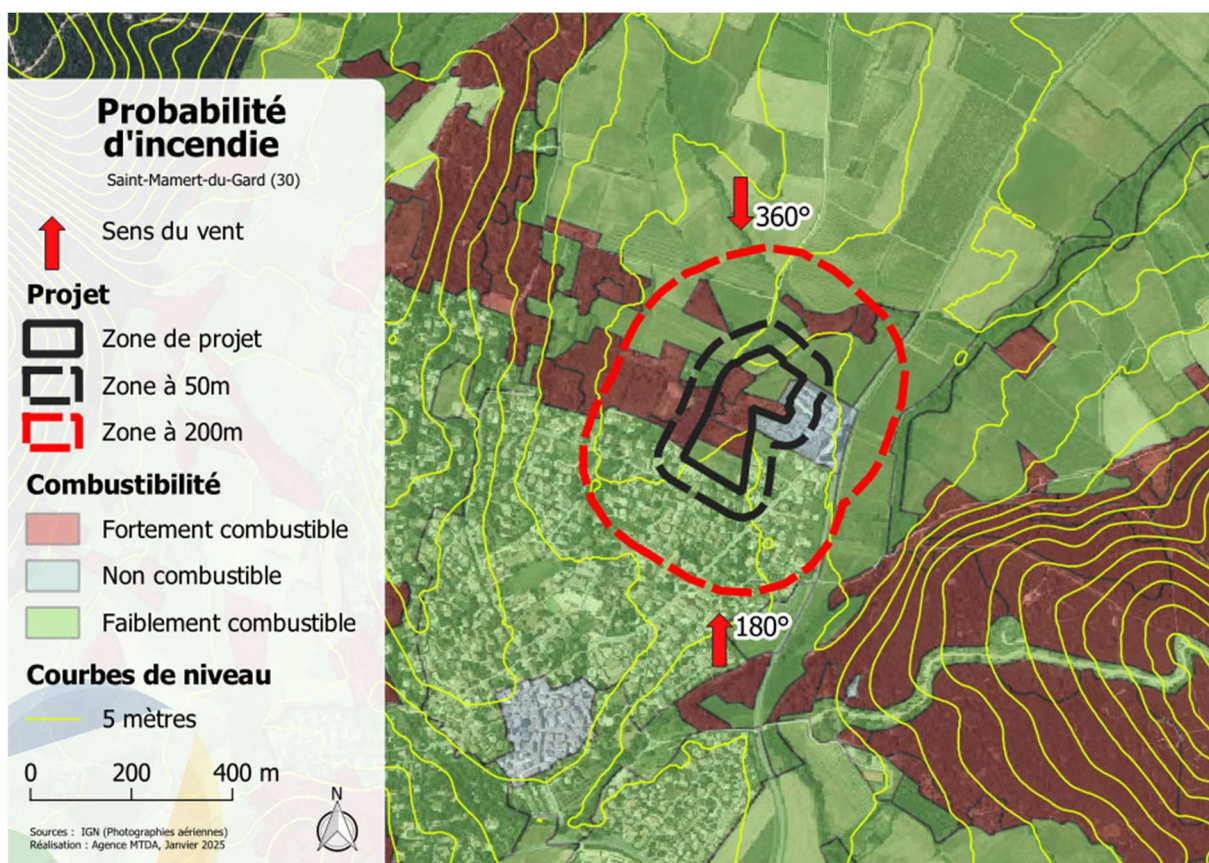 Probabilité
d'incendie
Saint-Mamert-du-Gard (30)
Sens du vent
Projet
Zone de projet
Zone à 50m
Zone à 200m
Combustibilité
Fortement combustible
Non combustible
Faiblement combustible
Courbes de niveau
5 mètres
0 200 400 m
N
Sources : IGN (Photographies aériennes)
Réalisation : Agence MTDA, Janvier 2025
360°
180°